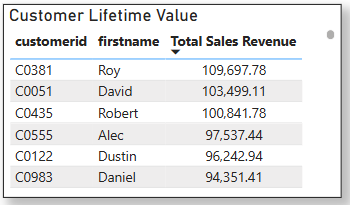 Customer Lifetime Value
customerid firstname Total Sales Revenue
C0381 Roy 109,697.78
C0051 David 103,499.11
C0435 Robert 100,841.78
C0555 Alec 97,537.44
C0122 Dustin 96,242.94
C0983 Daniel 94,351.41